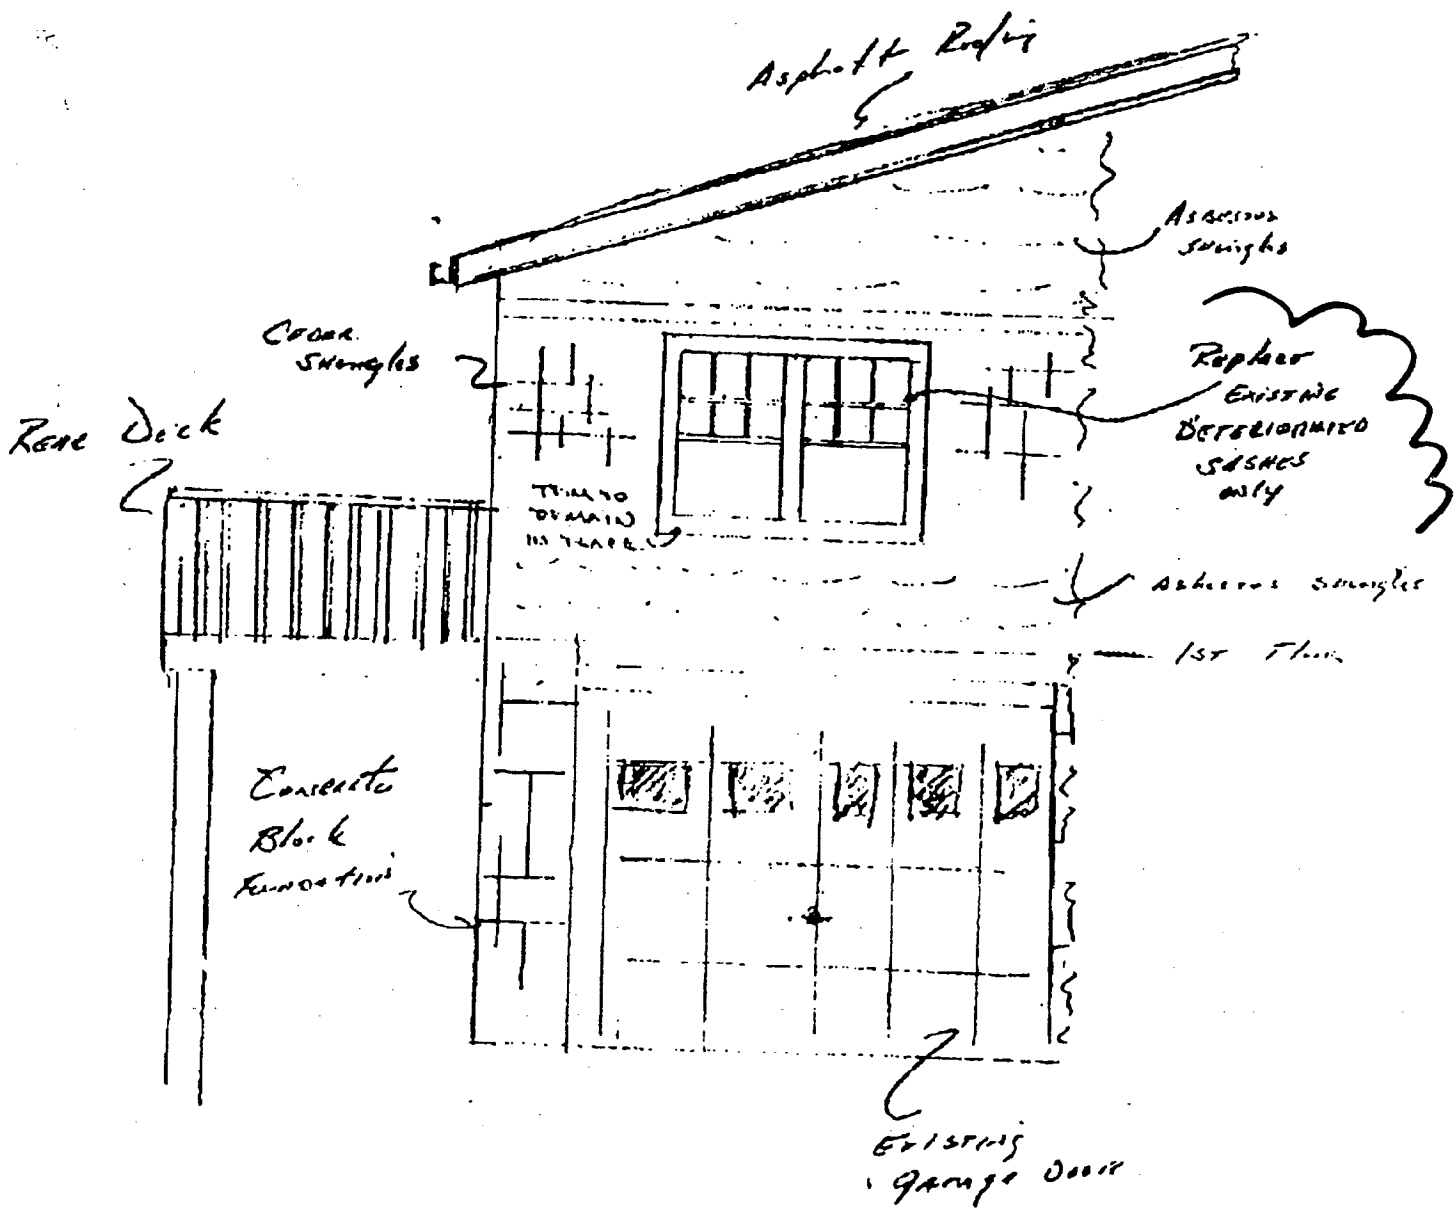 Asphalt Roofing
Asbestos
Shingles
Cedar
Shingles
Replace
Existing
Deteriorated
Sashes
only
Rear Deck
Trim to
Remain
in place
Asbestos Shingles
1st Floor
Concrete
Block
Foundation
Existing
Garage Door